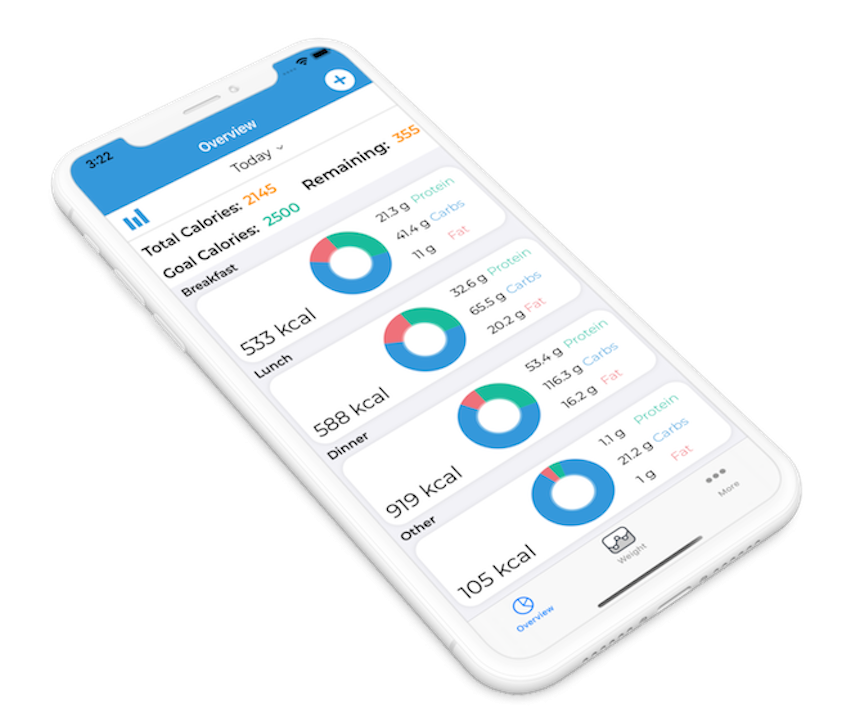 3:22
Overview
Today
Total Calories: 2145
Remaining: 355
Goal Calories: 2500
Breakfast
533 kcal
21.3 g Protein
41.4 g Carbs
11 g Fat
Lunch
588 kcal
32.6 g Protein
65.5 g Carbs
20.2 g Fat
Dinner
919 kcal
53.4 g Protein
116.3 g Carbs
16.2 g Fat
Other
105 kcal
1.1 g Protein
21.2 g Carbs
1 g Fat
Overview
Weight
More